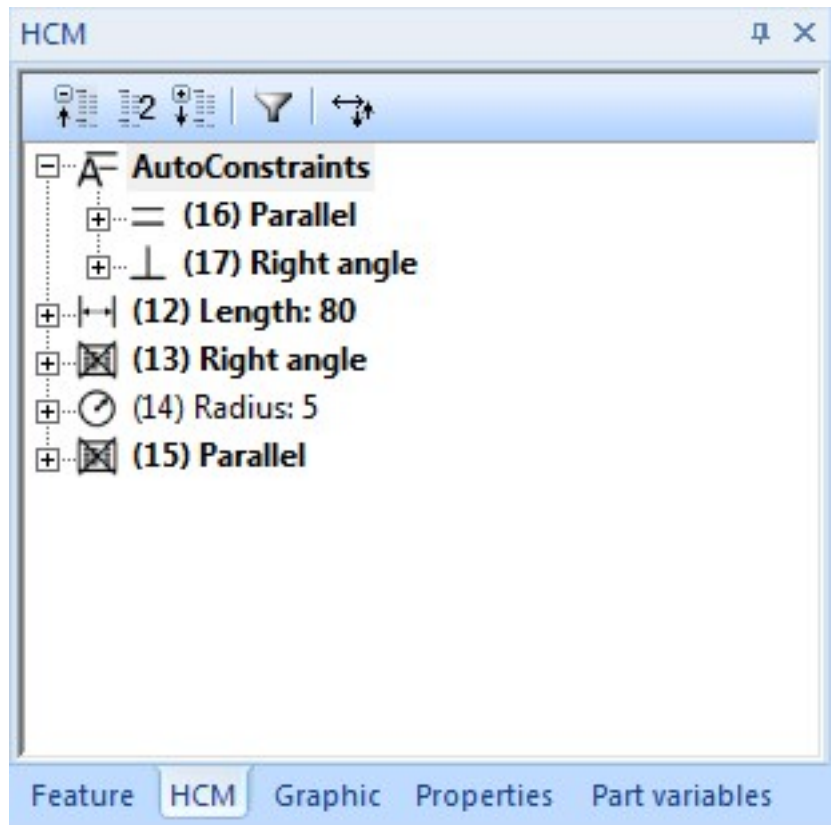 HCM
2
AutoConstraints
(16) Parallel
(17) Right angle
(12) Length: 80
(13) Right angle
(14) Radius: 5
(15) Parallel
Feature HCM Graphic Properties Part variables